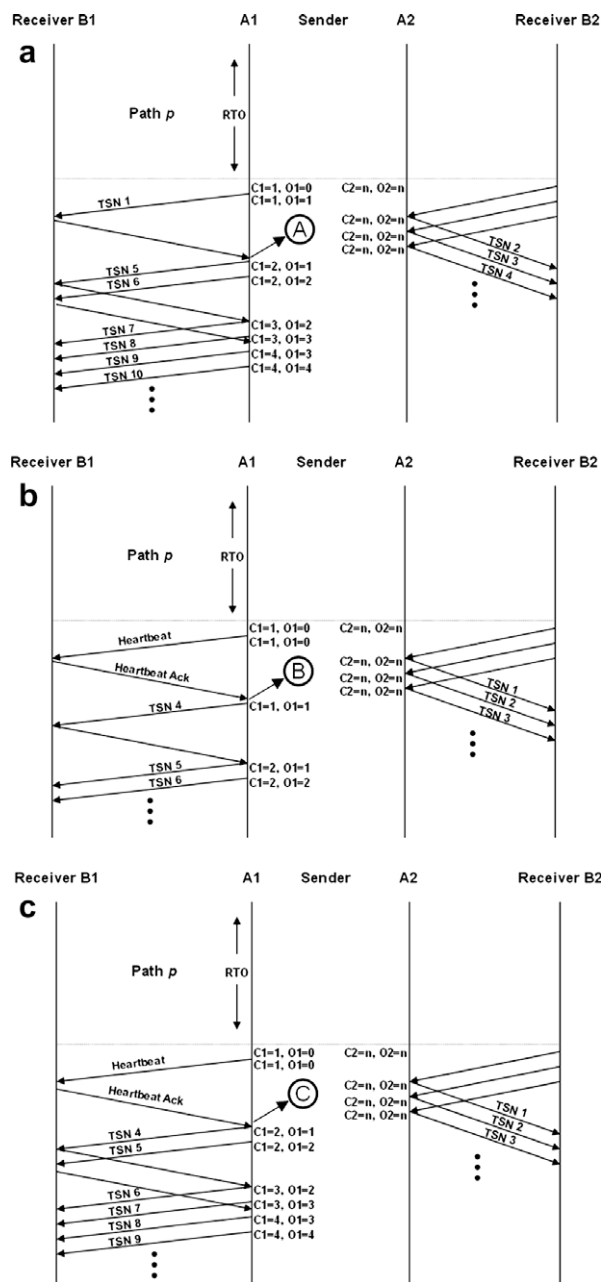 Receiver B1 A1 Sender A2 Receiver B2
a
Path p RTO
C1=1, O1=0 C2=n, O2=n
TSN 1 C1=1, O1=1
C2=n, O2=n
A C2=n, O2=n TSN 2
C2=n, O2=n TSN 3
TSN 5 C1=2, O1=1 TSN 4
TSN 6 C1=2, O1=2
TSN 7 C1=3, O1=2
TSN 8 C1=3, O1=3
TSN 9 C1=4, O1=3
TSN 10 C1=4, O1=4
Receiver B1 A1 Sender A2 Receiver B2
b
Path p RTO
C1=1, O1=0 C2=n, O2=n
Heartbeat C1=1, O1=0
C2=n, O2=n
Heartbeat Ack B C2=n, O2=n TSN 1
C2=n, O2=n TSN 2
TSN 4 C1=1, O1=1 TSN 3
TSN 5 C1=2, O1=1
TSN 6 C1=2, O1=2
Receiver B1 A1 Sender A2 Receiver B2
c
Path p RTO
C1=1, O1=0 C2=n, O2=n
Heartbeat C1=1, O1=0
C2=n, O2=n
Heartbeat Ack C C2=n, O2=n TSN 1
C2=n, O2=n TSN 2
TSN 4 C1=2, O1=1 TSN 3
TSN 5 C1=2, O1=2
TSN 6 C1=3, O1=2
TSN 7 C1=3, O1=3
TSN 8 C1=4, O1=3
TSN 9 C1=4, O1=4